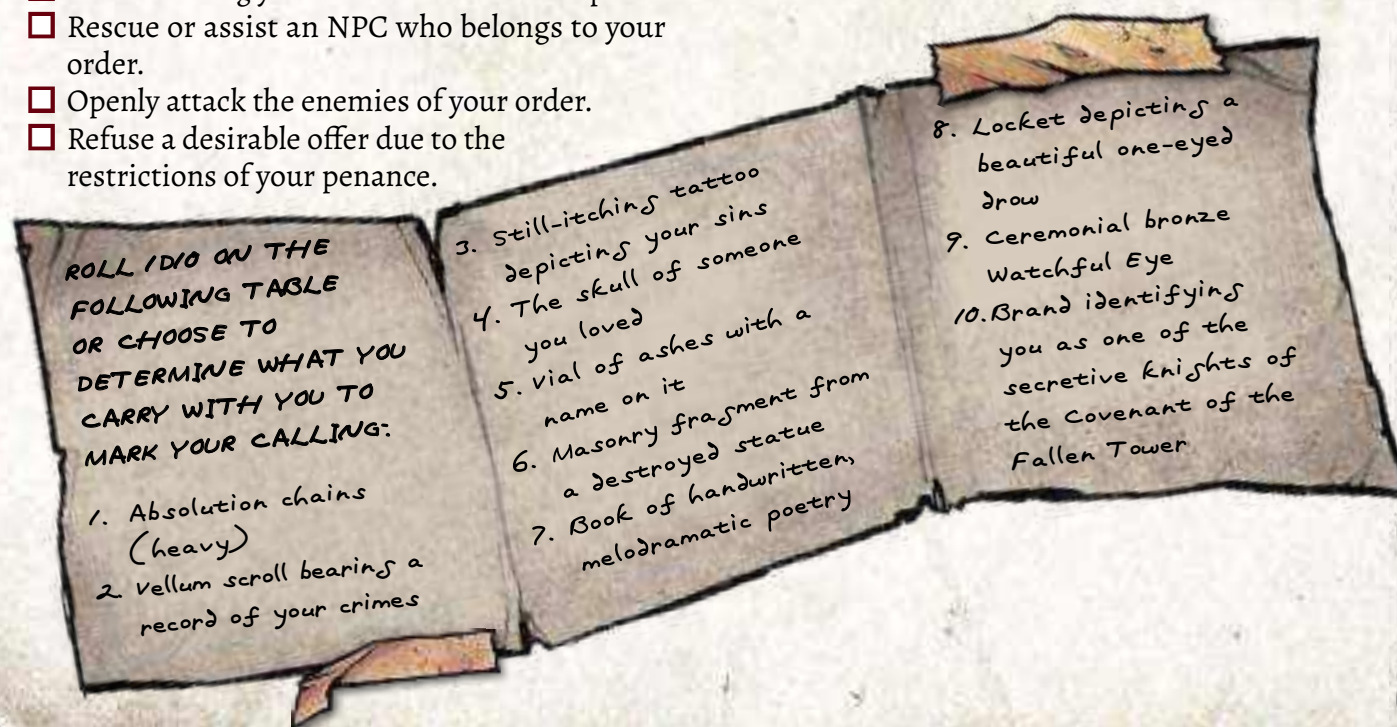 Rescue or assist an NPC who belongs to your
order.
Openly attack the enemies of your order.
Refuse a desirable offer due to the
restrictions of your penance.
ROLL 1D10 ON THE
FOLLOWING TABLE
OR CHOOSE TO
DETERMINE WHAT YOU
CARRY WITH YOU TO
MARK YOUR CALLING:
1. Absolution chains
(heavy)
2. Vellum scroll bearing a
record of your crimes
3. Still-itching tattoo
depicting your sins
4. The skull of someone
you loved
5. Vial of ashes with a
name on it
6. Masonry fragment from
a destroyed statue
7. Book of handwritten,
melodramatic poetry
8. Locket depicting a
beautiful one-eyed
drow
9. Ceremonial bronze
Watchful Eye
10. Brand identifying
you as one of the
secretive knights of
the Covenant of the
Fallen Tower